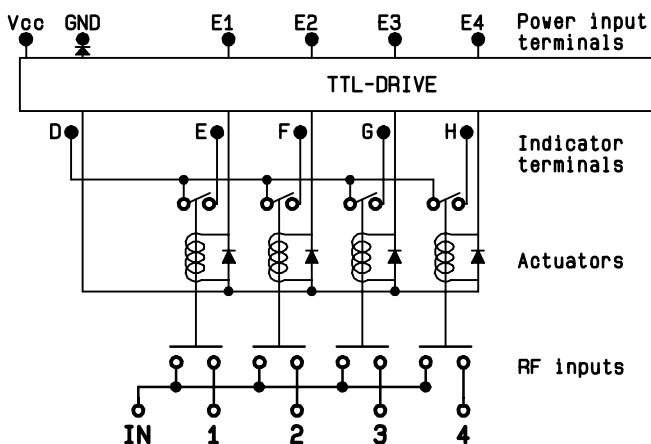 Vcc GND E1 E2 E3 E4 Power input
terminals
TTL-DRIVE
D E F G H
Indicator
terminals
Actuators
RF inputs
IN 1 2 3 4